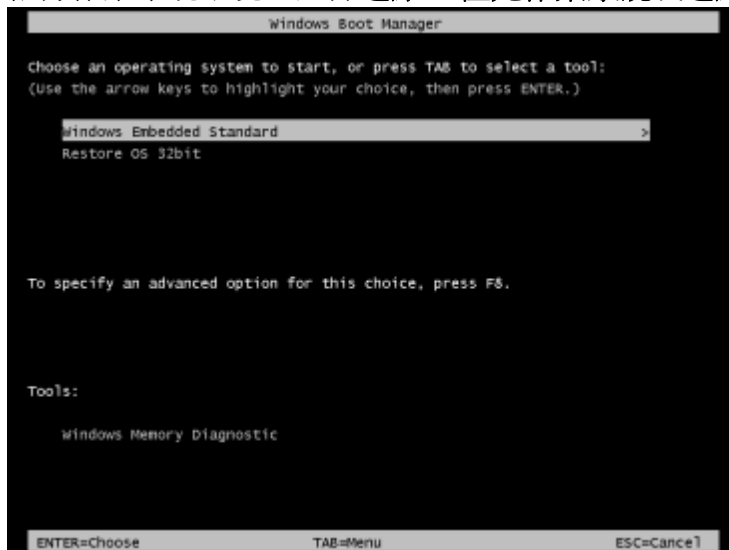 Windows Boot Manager
Choose an operating system to start, or press TAB to select a tool:
(Use the arrow keys to highlight your choice, then press ENTER.)
Windows Embedded Standard >
Restore OS 32bit
To specify an advanced option for this choice, press F8.
Tools:
Windows Memory Diagnostic
ENTER=Choose TAB=Menu ESC=Cancel